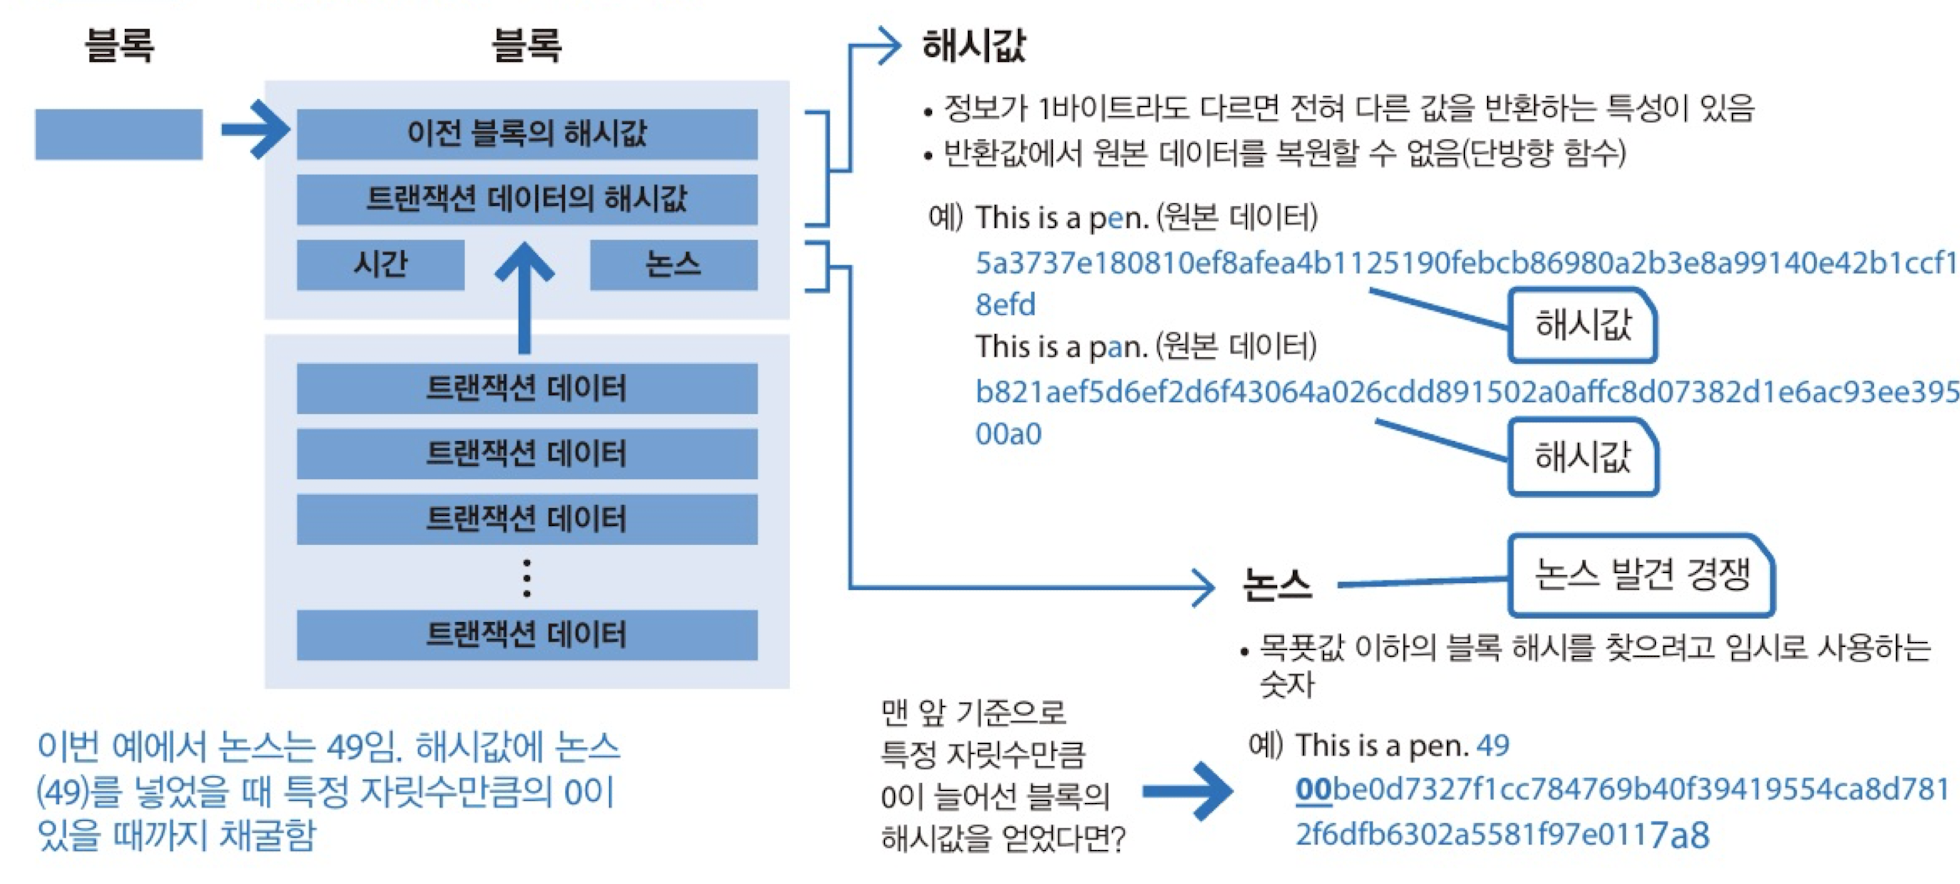 블록
블록
이전 블록의 해시값
트랜잭션 데이터의 해시값
시간
논스
트랜잭션 데이터
트랜잭션 데이터
트랜잭션 데이터
트랜잭션 데이터
이번 예에서 논스는 49임. 해시값에 논스
(49)를 넣었을 때 특정 자릿수만큼의 0이
있을 때까지 채굴함
해시값
• 정보가 1바이트라도 다르면 전혀 다른 값을 반환하는 특성이 있음
• 반환값에서 원본 데이터를 복원할 수 없음(단방향 함수)
예) This is a pen. (원본 데이터)
5a3737e180810ef8afea4b1125190febcb86980a2b3e8a99140e42b1ccf1
8efd
해시값
This is a pan. (원본 데이터)
b821aef5d6ef2d6f43064a026cdd891502a0affc8d07382d1e6ac93ee395
00a0
해시값
논스
논스 발견 경쟁
• 목푯값 이하의 블록 해시를 찾으려고 임시로 사용하는
숫자
맨 앞 기준으로
특정 자릿수만큼
0이 늘어선 블록의
해시값을 얻었다면?
예) This is a pen. 49
00be0d7327f1cc784769b40f39419554ca8d781
2f6dfb6302a5581f97e0117a8